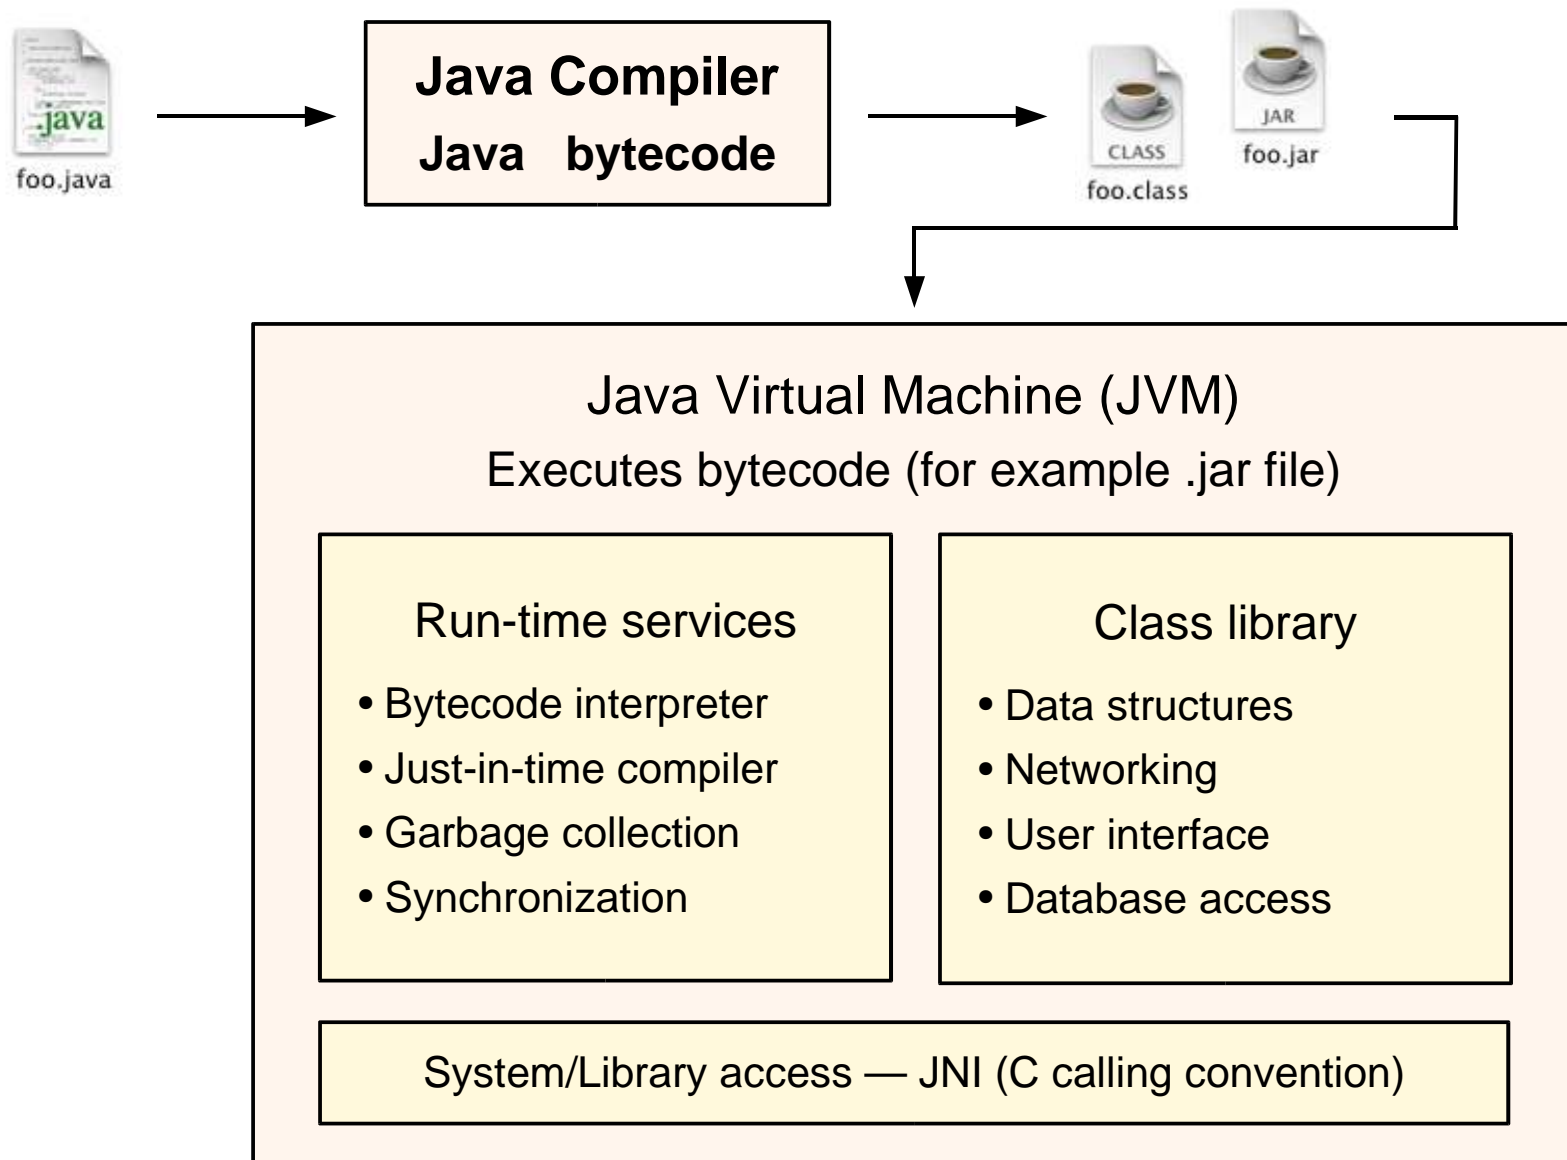 .java
foo.java
Java Compiler
Java bytecode
CLASS
foo.class
JAR
foo.jar
Java Virtual Machine (JVM)
Executes bytecode (for example .jar file)
Run-time services
• Bytecode interpreter
• Just-in-time compiler
• Garbage collection
• Synchronization
Class library
• Data structures
• Networking
• User interface
• Database access
System/Library access — JNI (C calling convention)